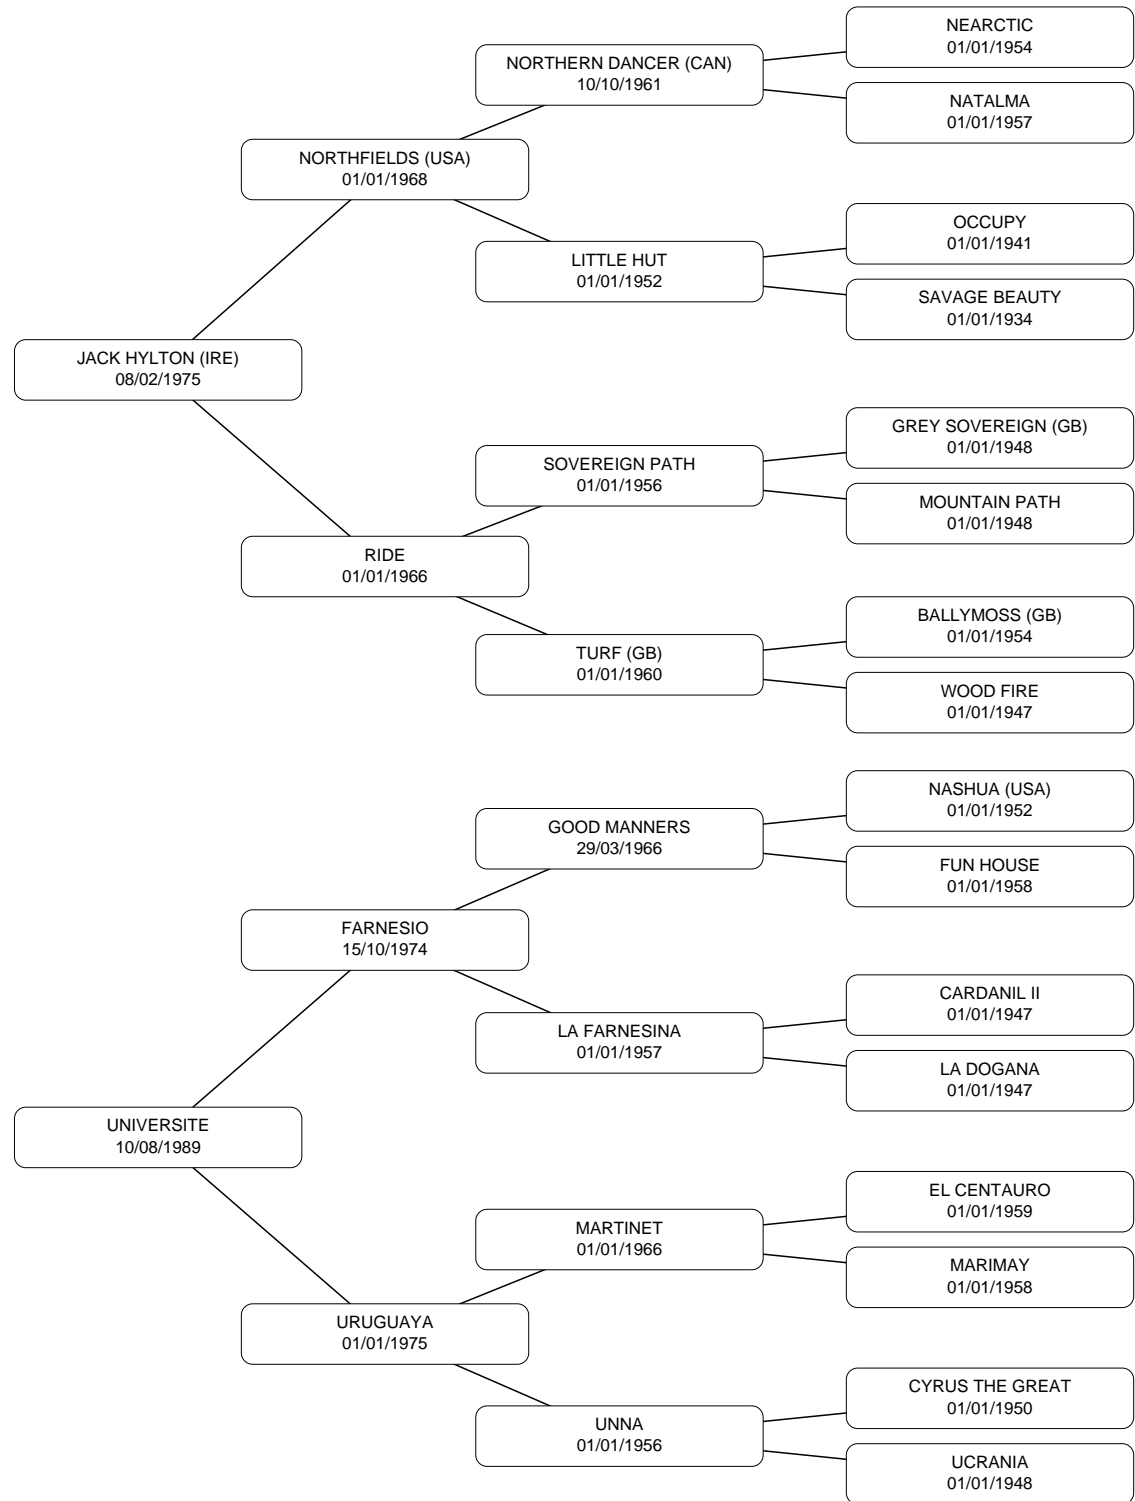 NEARCTIC
01/01/1954
NORTHERN DANCER (CAN)
10/10/1961
NATALMA
01/01/1957
NORTHFIELDS (USA)
01/01/1968
OCCUPY
01/01/1941
LITTLE HUT
01/01/1952
SAVAGE BEAUTY
01/01/1934
JACK HYLTON (IRE)
08/02/1975
GREY SOVEREIGN (GB)
01/01/1948
SOVEREIGN PATH
01/01/1956
MOUNTAIN PATH
01/01/1948
RIDE
01/01/1966
BALLYMOSS (GB)
01/01/1954
TURF (GB)
01/01/1960
WOOD FIRE
01/01/1947
NASHUA (USA)
01/01/1952
GOOD MANNERS
29/03/1966
FUN HOUSE
01/01/1958
FARNESIO
15/10/1974
CARDANIL II
01/01/1947
LA FARNESINA
01/01/1957
LA DOGANA
01/01/1947
UNIVERSITE
10/08/1989
EL CENTAURO
01/01/1959
MARTINET
01/01/1966
MARIMAY
01/01/1958
URUGUAYA
01/01/1975
CYRUS THE GREAT
01/01/1950
UNNA
01/01/1956
UCRANIA
01/01/1948